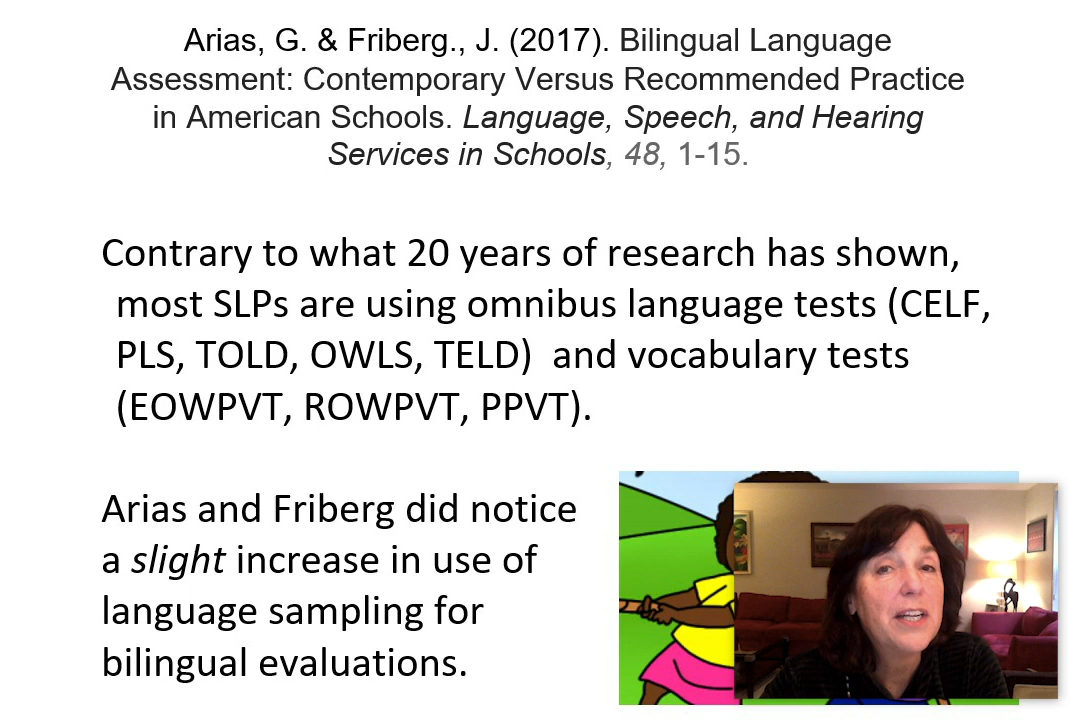 Arias, G. & Friberg., J. (2017). Bilingual Language
Assessment: Contemporary Versus Recommended Practice
in American Schools. Language, Speech, and Hearing
Services in Schools, 48, 1-15.
Contrary to what 20 years of research has shown,
most SLPs are using omnibus language tests (CELF,
PLS, TOLD, OWLS, TELD)  and vocabulary tests
(EOWPVT, ROWPVT, PPVT).
Arias and Friberg did notice
a slight increase in use of
language sampling for
bilingual evaluations.